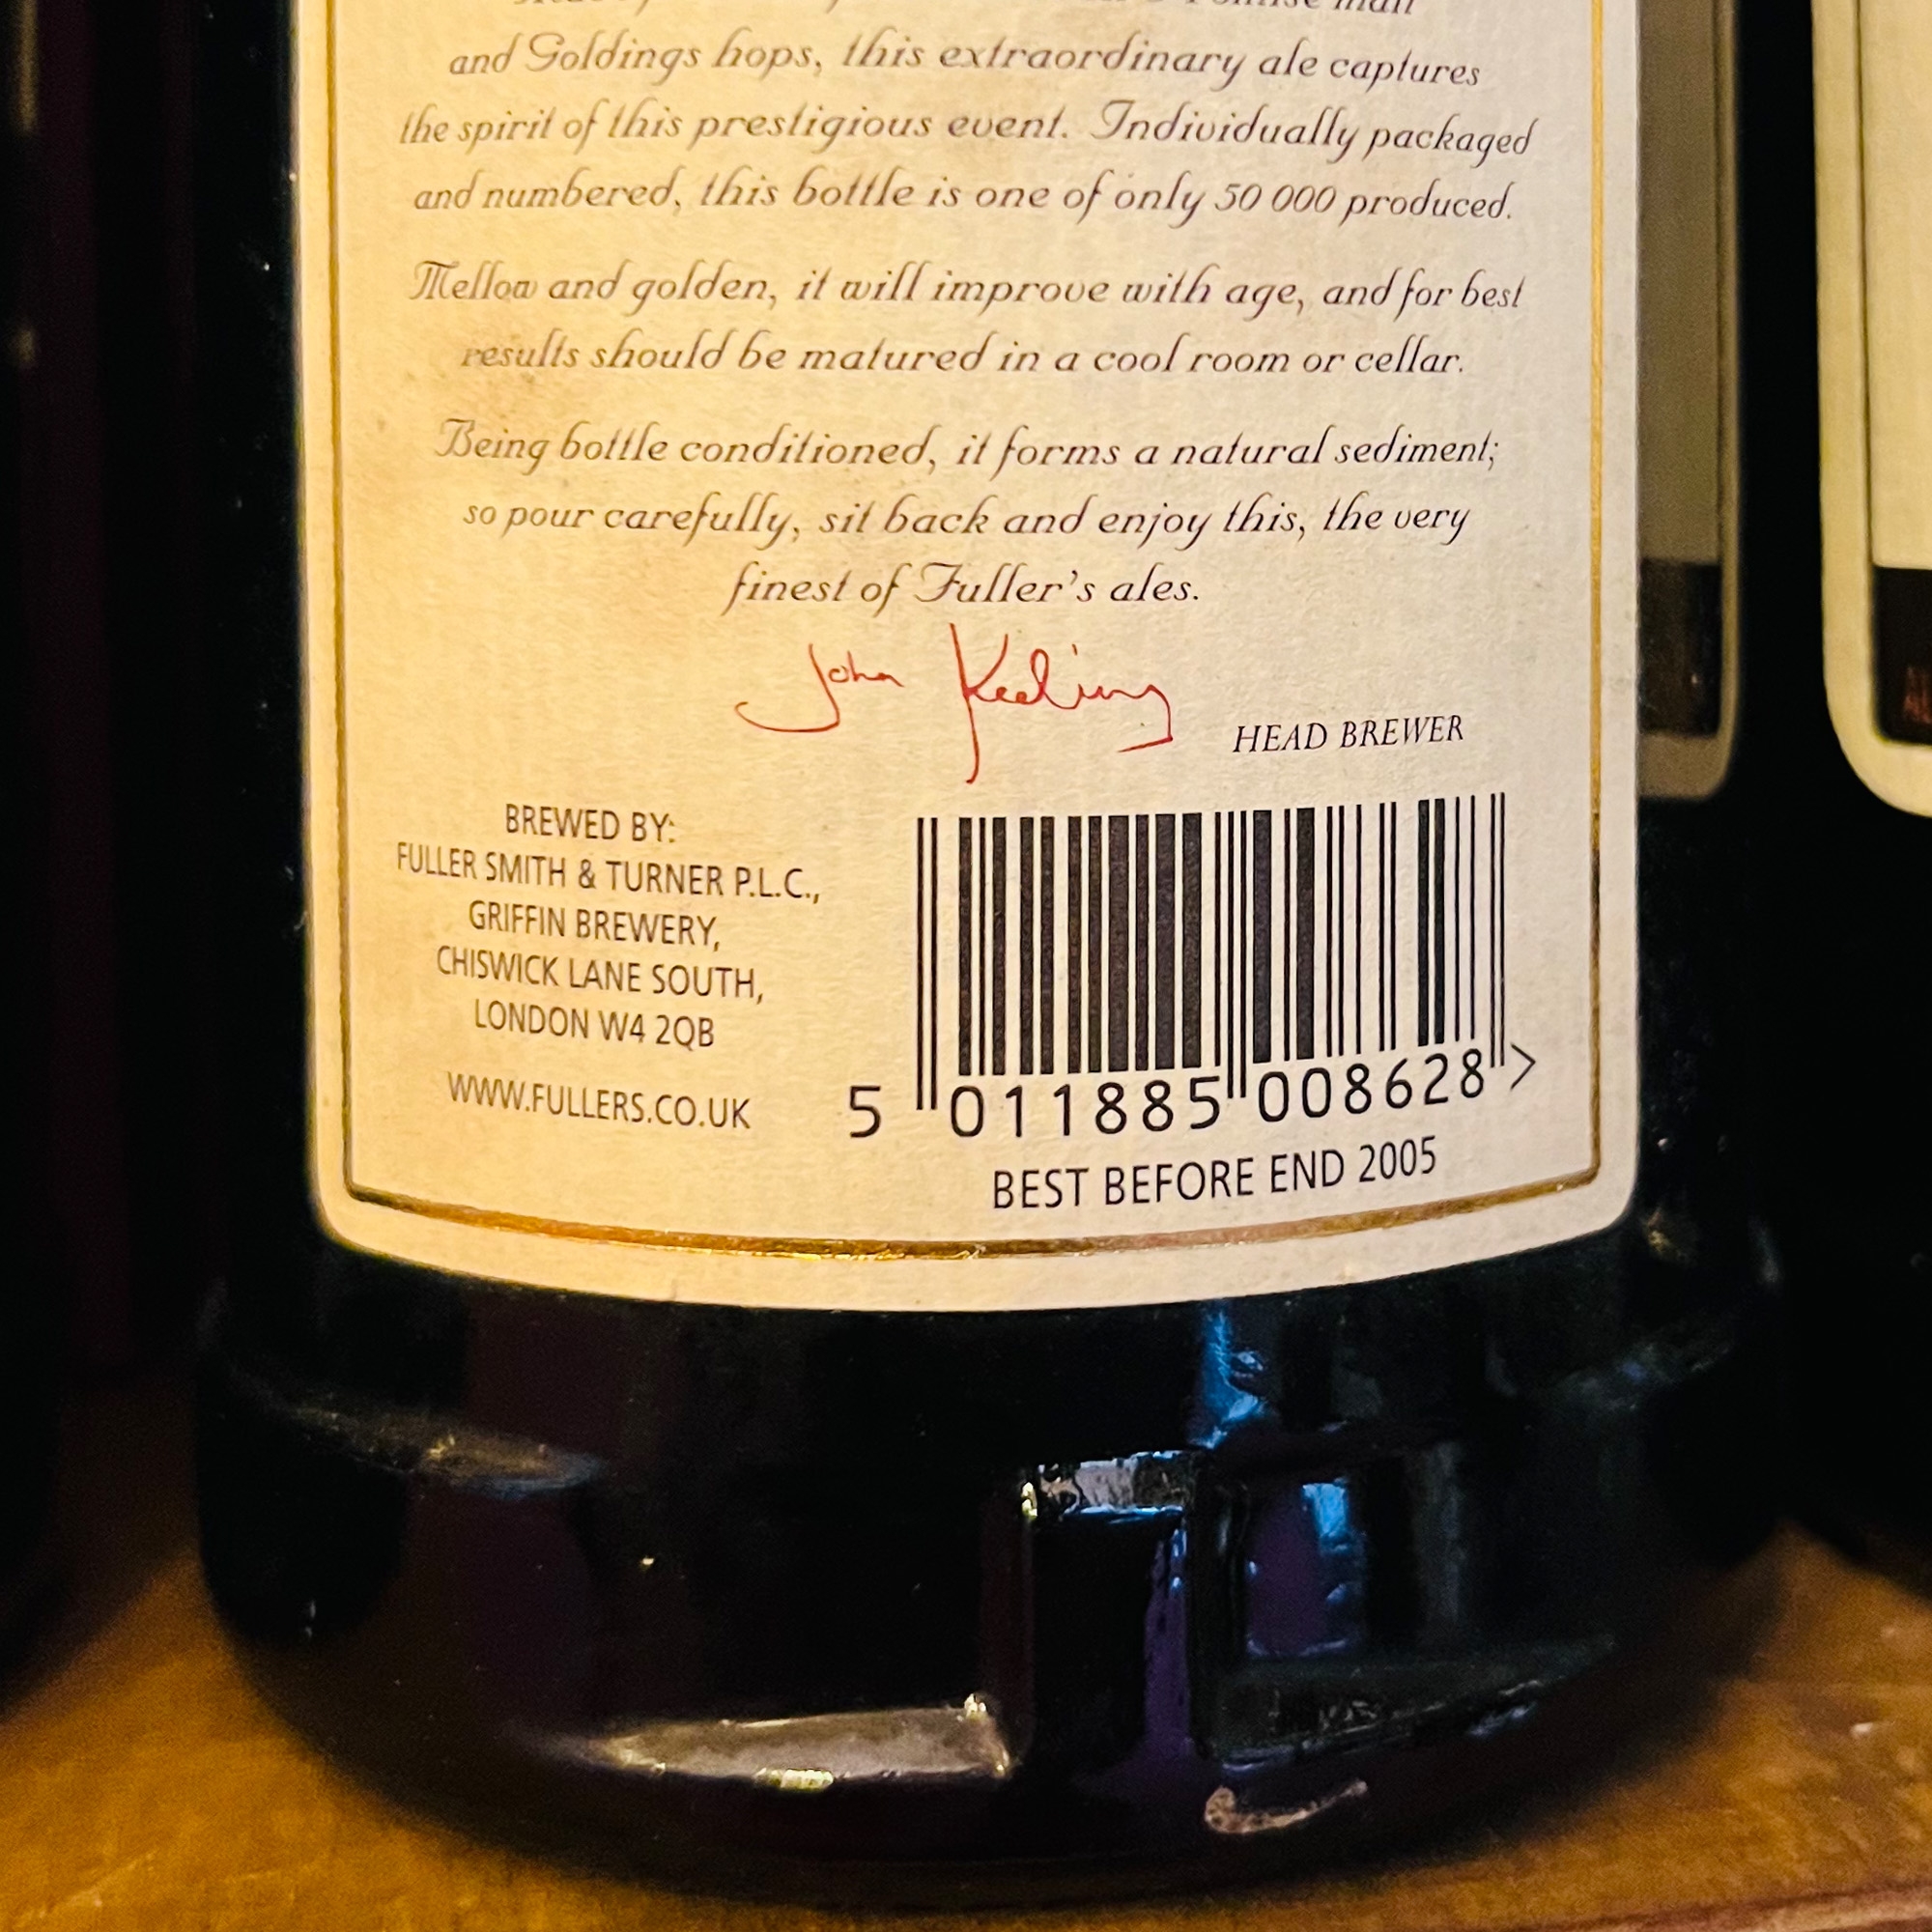 and Goldings hops, this extraordinary ale captures
the spirit of this prestigious event. Individually packaged
and numbered, this bottle is one of only 50 000 produced.
Mellow and golden, it will improve with age, and for best
results should be matured in a cool room or cellar.
Being bottle conditioned, it forms a natural sediment;
so pour carefully, sit back and enjoy this, the very
finest of Fuller's ales.
John Keeling
HEAD BREWER
BREWED BY:
FULLER SMITH & TURNER P.L.C.,
GRIFFIN BREWERY,
CHISWICK LANE SOUTH,
LONDON W4 2QB
WWW.FULLERS.CO.UK
5 011885 008628 >
BEST BEFORE END 2005